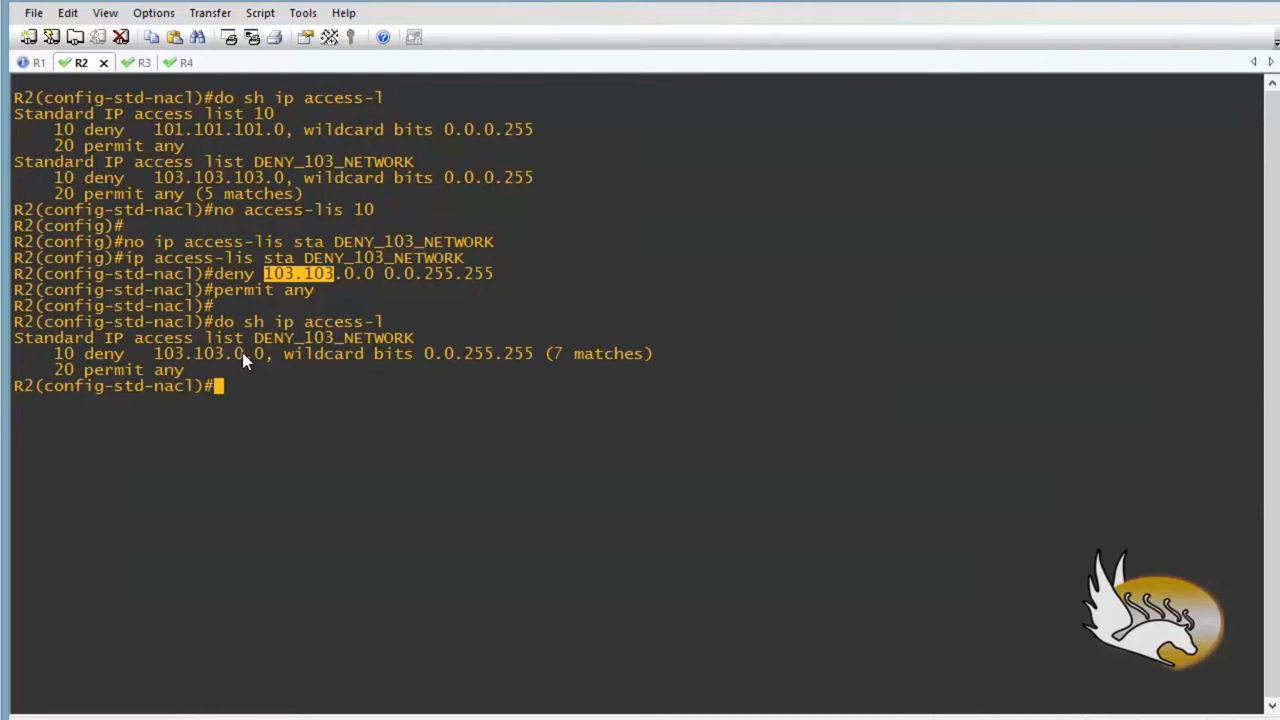 File Edit View Options Transfer Script Tools Help
R1 R2 x R3 R4
R2(config-std-nacl)#do sh ip access-l
Standard IP access list 10
10 deny 101.101.101.0, wildcard bits 0.0.0.255
20 permit any
Standard IP access list DENY_103_NETWORK
10 deny 103.103.103.0, wildcard bits 0.0.0.255
20 permit any (5 matches)
R2(config-std-nacl)#no access-lis 10
R2(config)#
R2(config)#no ip access-lis sta DENY_103_NETWORK
R2(config)#ip access-lis sta DENY_103_NETWORK
R2(config-std-nacl)#deny 103.103.0.0 0.0.255.255
R2(config-std-nacl)#permit any
R2(config-std-nacl)#
R2(config-std-nacl)#do sh ip access-l
Standard IP access list DENY_103_NETWORK
10 deny 103.103.0.0, wildcard bits 0.0.255.255 (7 matches)
20 permit any
R2(config-std-nacl)#